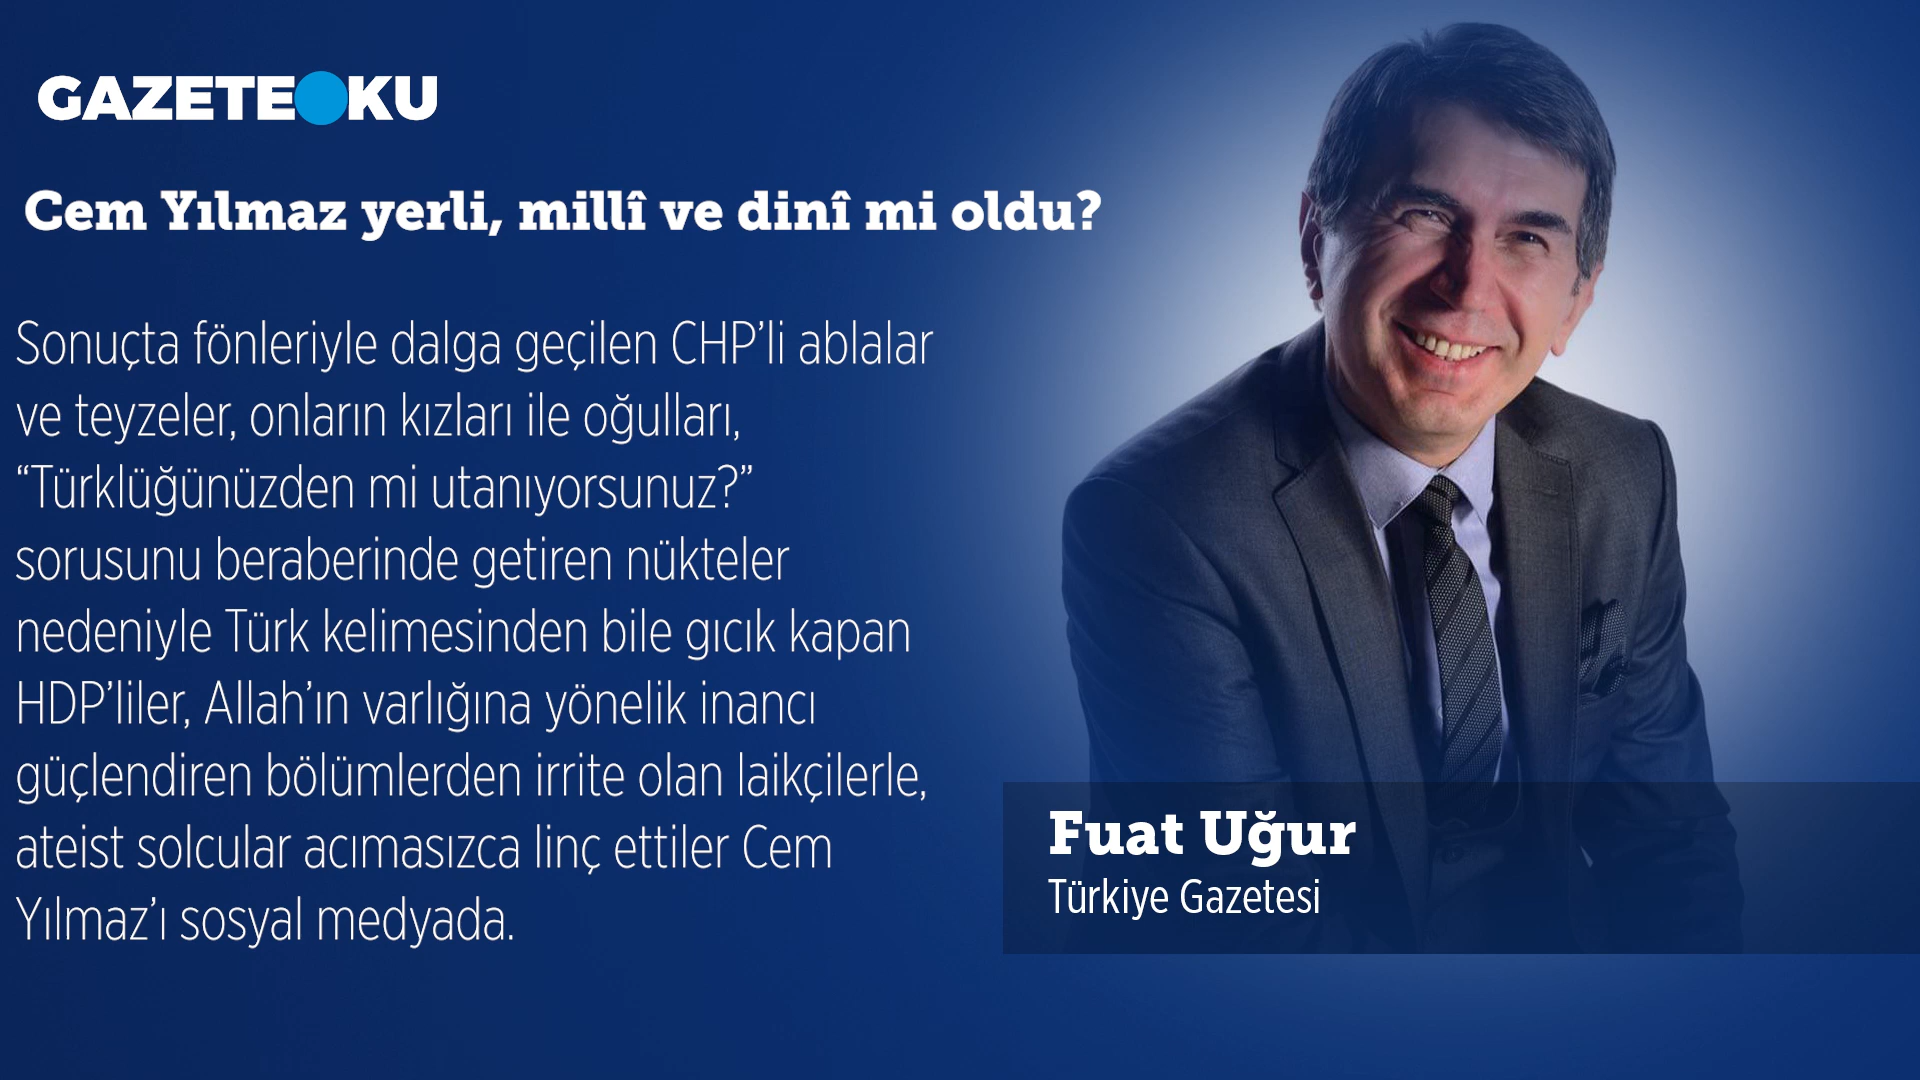 GAZETEOKU
Cem Yılmaz yerli, millî ve dinî mi oldu?
Sonuçta fönleriyle dalga geçilen CHP’li ablalar
ve teyzeler, onların kızları ile oğulları,
“Türklüğünüzden mi utanıyorsunuz?”
sorusunu beraberinde getiren nükteler
nedeniyle Türk kelimesinden bile gıcık kapan
HDP’liler, Allah’ın varlığına yönelik inancı
güçlendiren bölümlerden irrite olan laikçilerle,
ateist solcular acımasızca linç ettiler Cem
Yılmaz’ı sosyal medyada.
Fuat Uğur
Türkiye Gazetesi